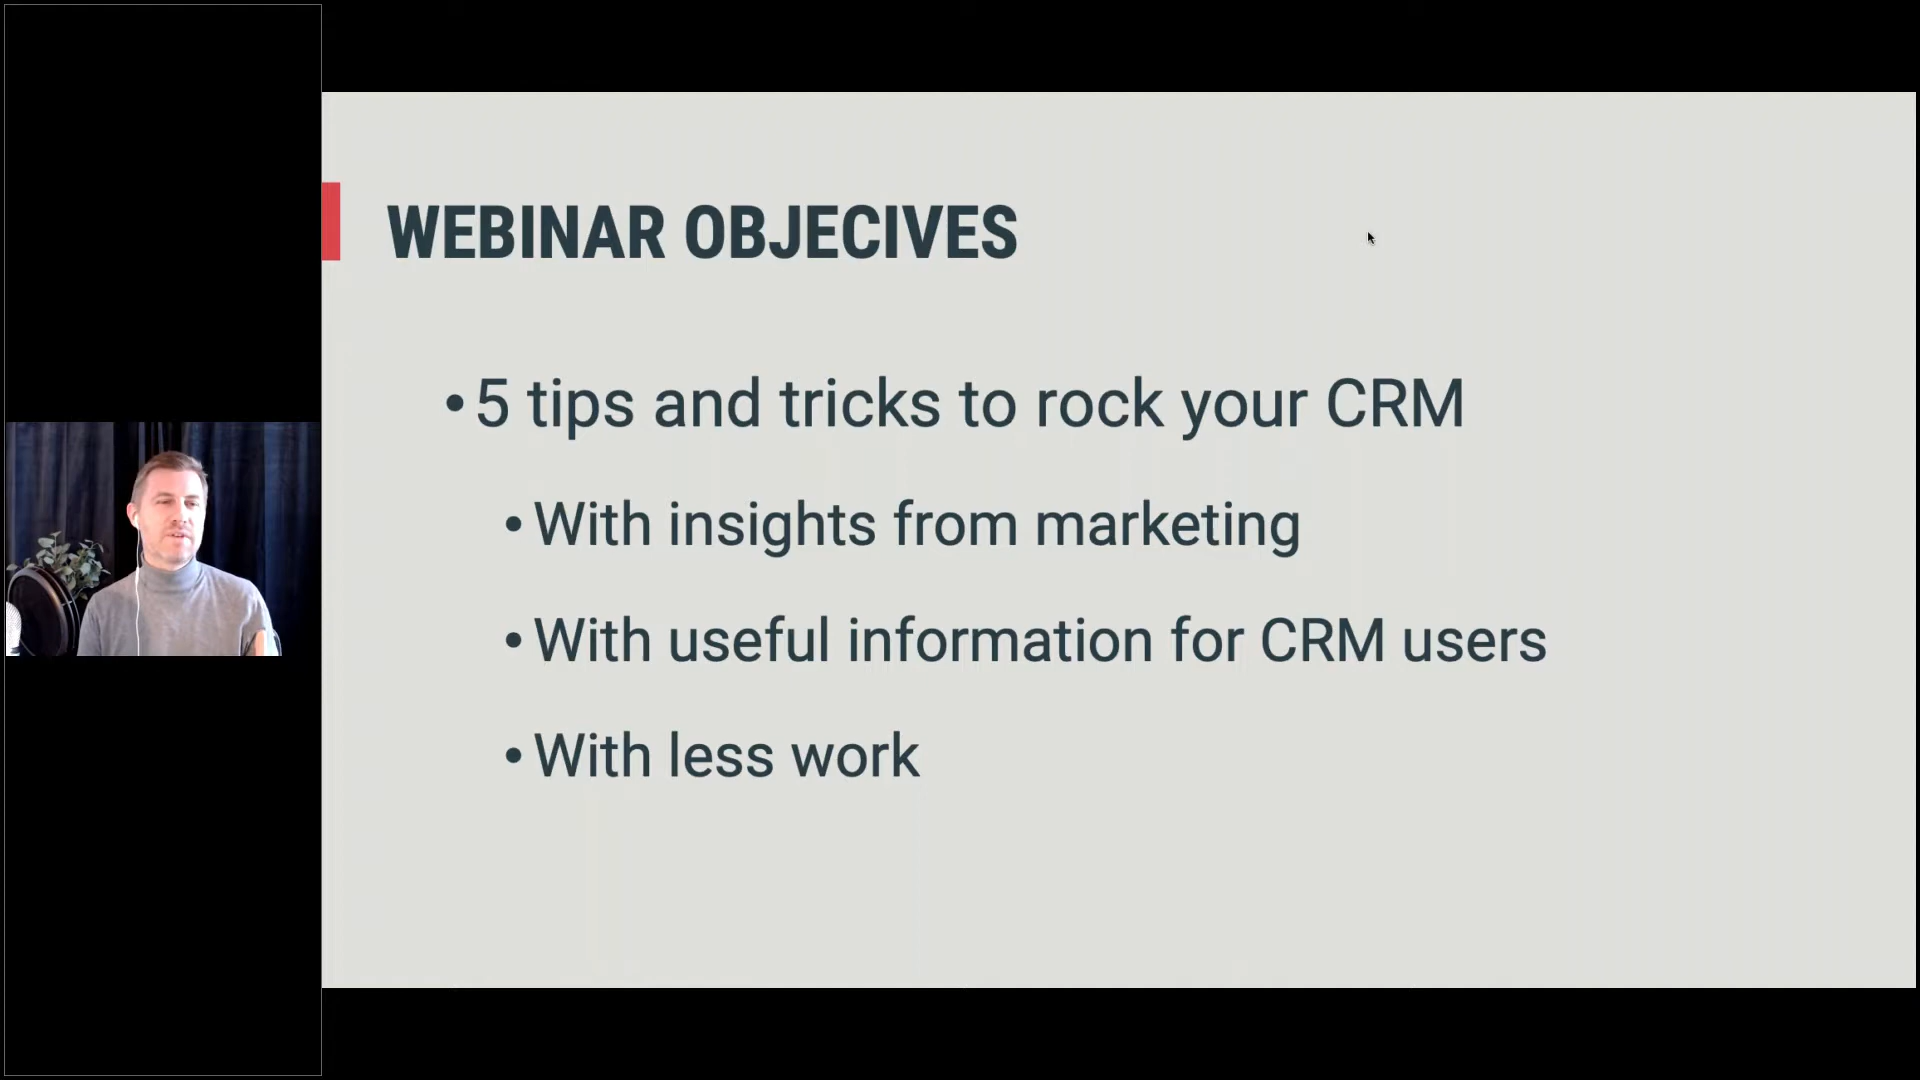 WEBINAR OBJECIVES
• 5 tips and tricks to rock your CRM
• With insights from marketing
• With useful information for CRM users
• With less work